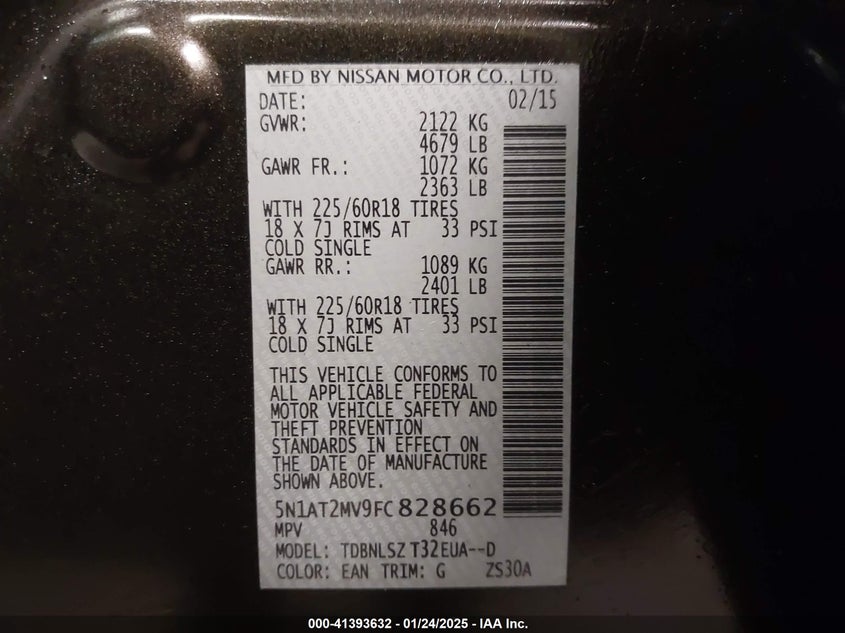 MFD BY NISSAN MOTOR CO., LTD.
DATE: 02/15
GVWR: 2122 KG
4679 LB
GAWR FR.: 1072 KG
2363 LB
WITH 225/60R18 TIRES
18 X 7J RIMS AT 33 PSI
COLD SINGLE
GAWR RR.: 1089 KG
2401 LB
WITH 225/60R18 TIRES
18 X 7J RIMS AT 33 PSI
COLD SINGLE
THIS VEHICLE CONFORMS TO
ALL APPLICABLE FEDERAL
MOTOR VEHICLE SAFETY AND
THEFT PREVENTION
STANDARDS IN EFFECT ON
THE DATE OF MANUFACTURE
SHOWN ABOVE.
5N1AT2MV9FC828662
MPV 846
MODEL: TDBNLSZ T32EUA--D
COLOR: EAN TRIM: G ZS30A
000-41393632 - 01/24/2025 - IAA Inc.